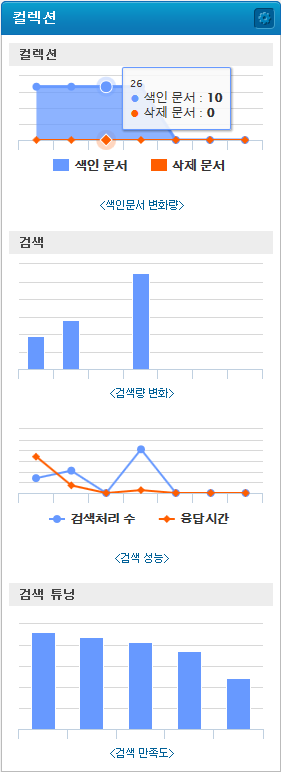 컬렉션
컬렉션
26
색인 문서 : 10
삭제 문서 : 0
색인 문서 삭제 문서
<색인문서 변화량>
검색
<검색량 변화>
검색처리 수 응답시간
<검색 성능>
검색 튜닝
<검색 만족도>